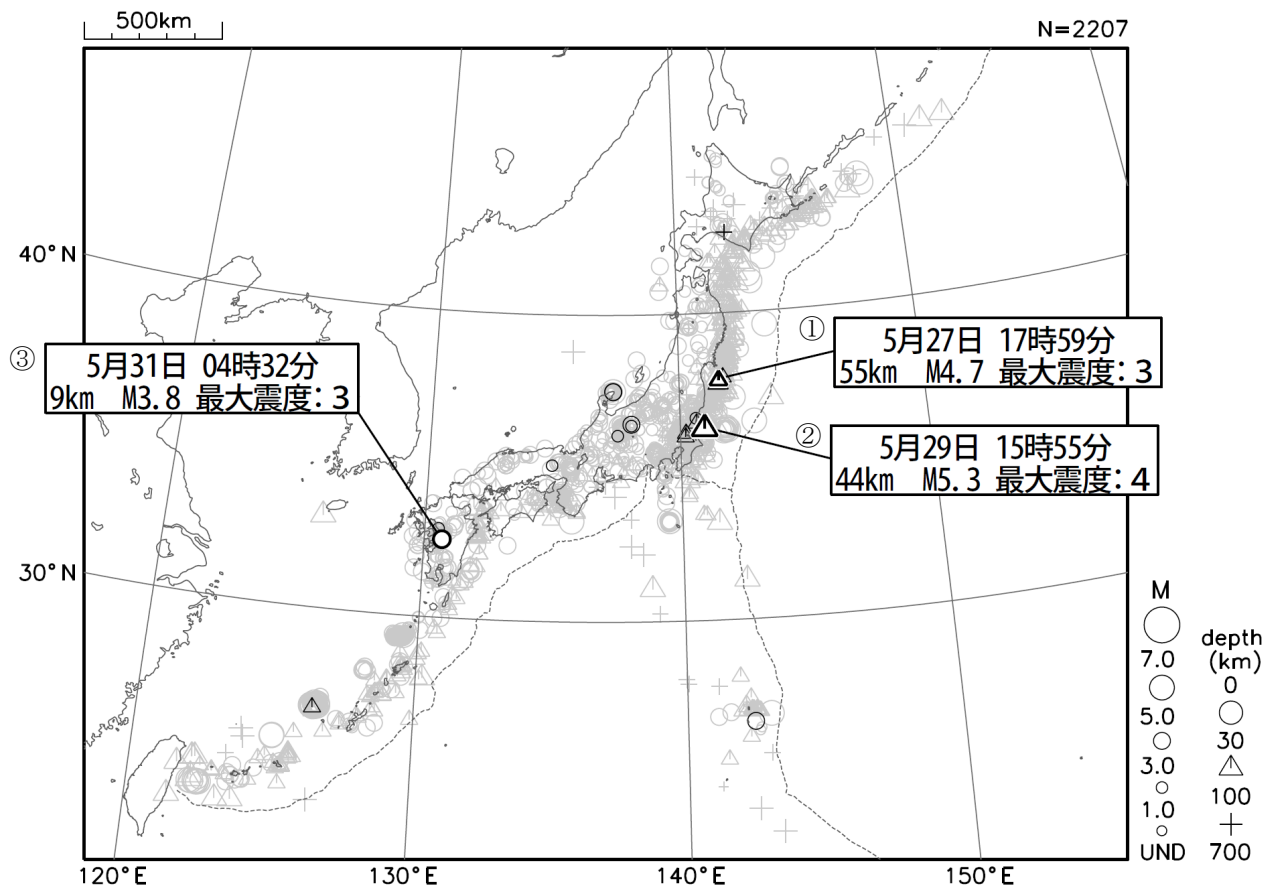 500km
N=2207
40°N
30°N
120°E
130°E
140°E
150°E
①
5月27日 17時59分
55km M4.7 最大震度：3
②
5月29日 15時55分
44km M5.3 最大震度：4
③
5月31日 04時32分
9km M3.8 最大震度：3
M
7.0
5.0
3.0
1.0
UND
depth
(km)
0
30
100
700